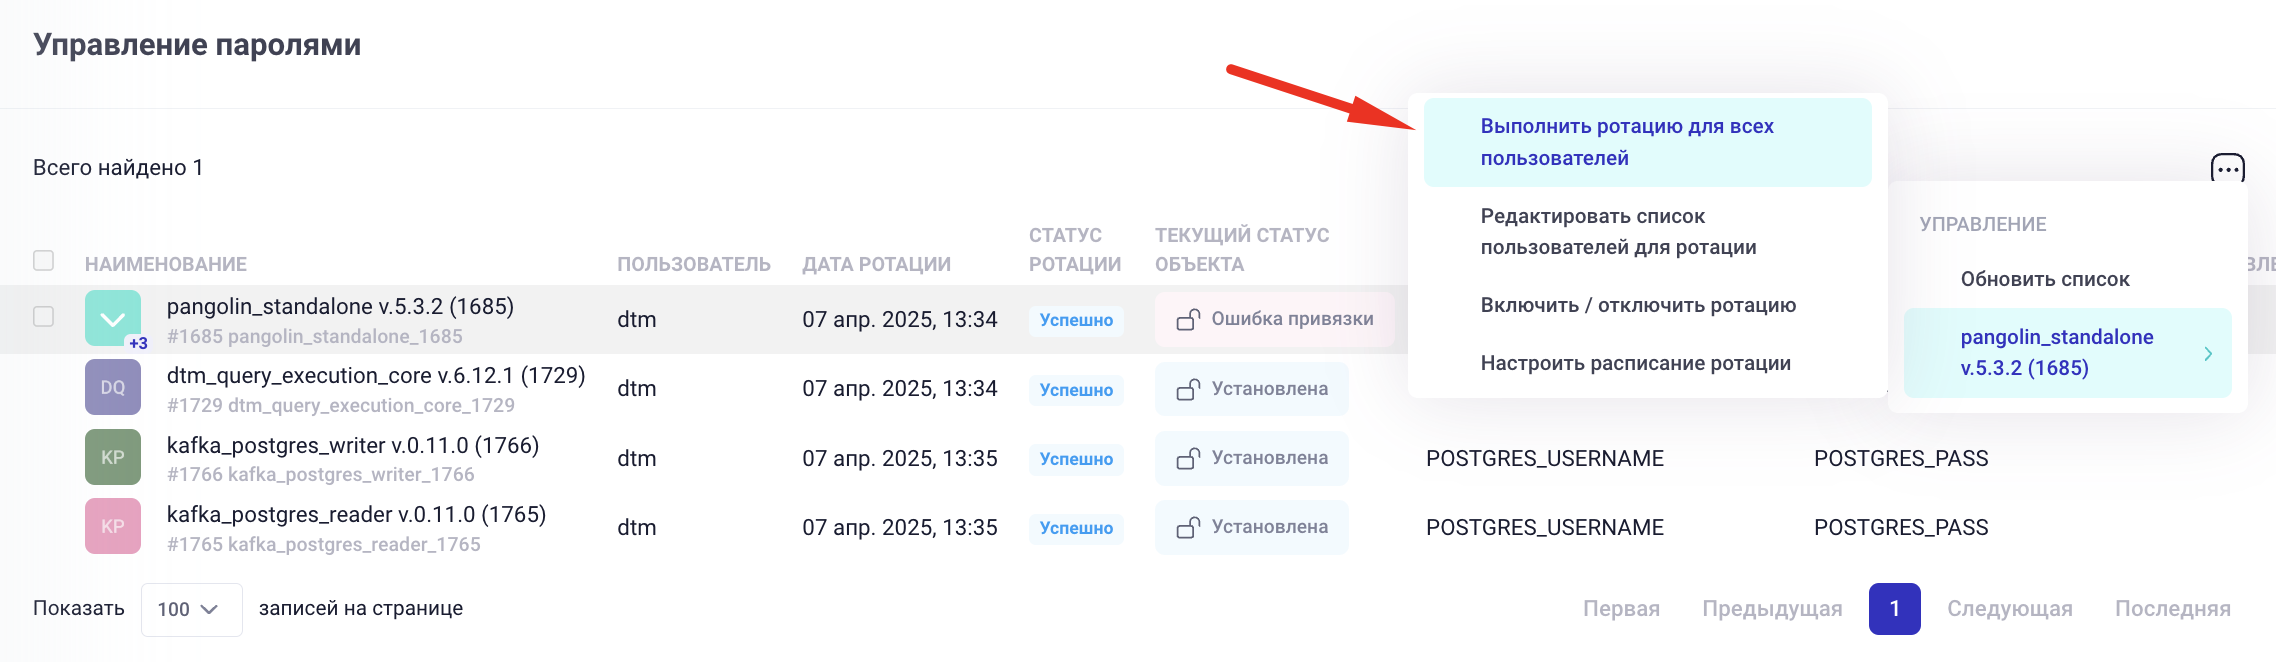 Управление паролями
Всего найдено 1
Выполнить ротацию для всех
пользователей
Редактировать список
пользователей для ротации
Включить / отключить ротацию
Настроить расписание ротации
УПРАВЛЕНИЕ
Обновить список
pangolin_standalone
v.5.3.2 (1685)
НАИМЕНОВАНИЕ
ПОЛЬЗОВАТЕЛЬ
ДАТА РОТАЦИИ
СТАТУС
РОТАЦИИ
ТЕКУЩИЙ СТАТУС
ОБЪЕКТА
+3
pangolin_standalone v.5.3.2 (1685)
#1685 pangolin_standalone_1685
dtm
07 апр. 2025, 13:34
Успешно
Ошибка привязки
DQ
dtm_query_execution_core v.6.12.1 (1729)
#1729 dtm_query_execution_core_1729
dtm
07 апр. 2025, 13:34
Успешно
Установлена
KP
kafka_postgres_writer v.0.11.0 (1766)
#1766 kafka_postgres_writer_1766
dtm
07 апр. 2025, 13:35
Успешно
Установлена
POSTGRES_USERNAME
POSTGRES_PASS
KP
kafka_postgres_reader v.0.11.0 (1765)
#1765 kafka_postgres_reader_1765
dtm
07 апр. 2025, 13:35
Успешно
Установлена
POSTGRES_USERNAME
POSTGRES_PASS
Показать 100 записей на странице
Первая Предыдущая 1 Следующая Последняя